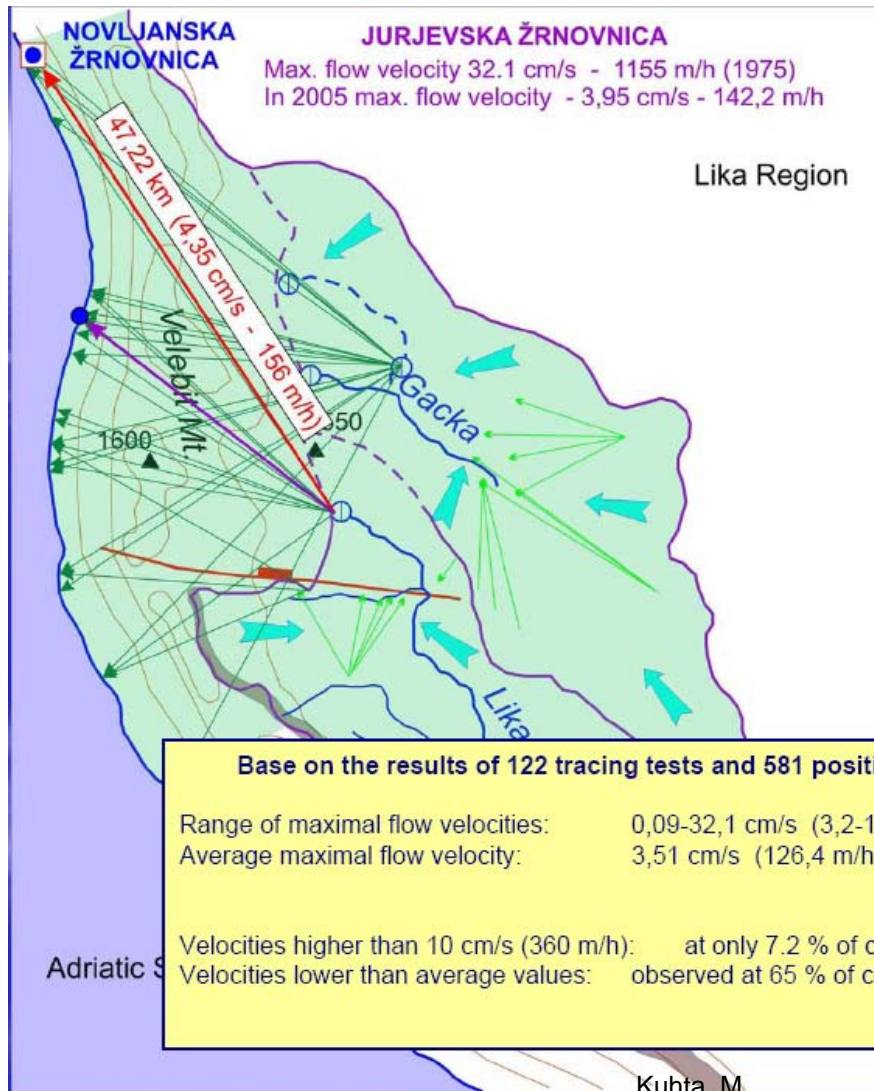 NOVLJANSKA
ŽRNOVNICA
JURJEVSKA ŽRNOVNICA
Max. flow velocity 32.1 cm/s - 1155 m/h (1975)
In 2005 max. flow velocity - 3,95 cm/s - 142,2 m/h
Lika Region
47,22 km (4,35 cm/s - 156 m/h)
Velebit Mt.
Gacka
1600
650
Lika
Base on the results of 122 tracing tests and 581 positi
Range of maximal flow velocities: 0,09-32,1 cm/s (3,2-1
Average maximal flow velocity: 3,51 cm/s (126,4 m/h
Velocities higher than 10 cm/s (360 m/h): at only 7.2 % of c
Velocities lower than average values: observed at 65 % of c
Adriatic S
Kuhta, M.